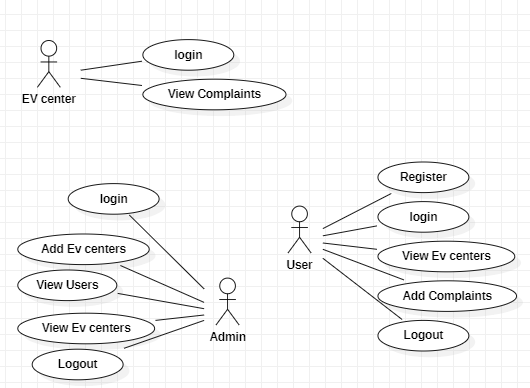 login
EV center
View Complaints
Register
login
login
Add Ev centers
User
View Ev centers
View Users
Add Complaints
View Ev centers
Admin
Logout
Logout